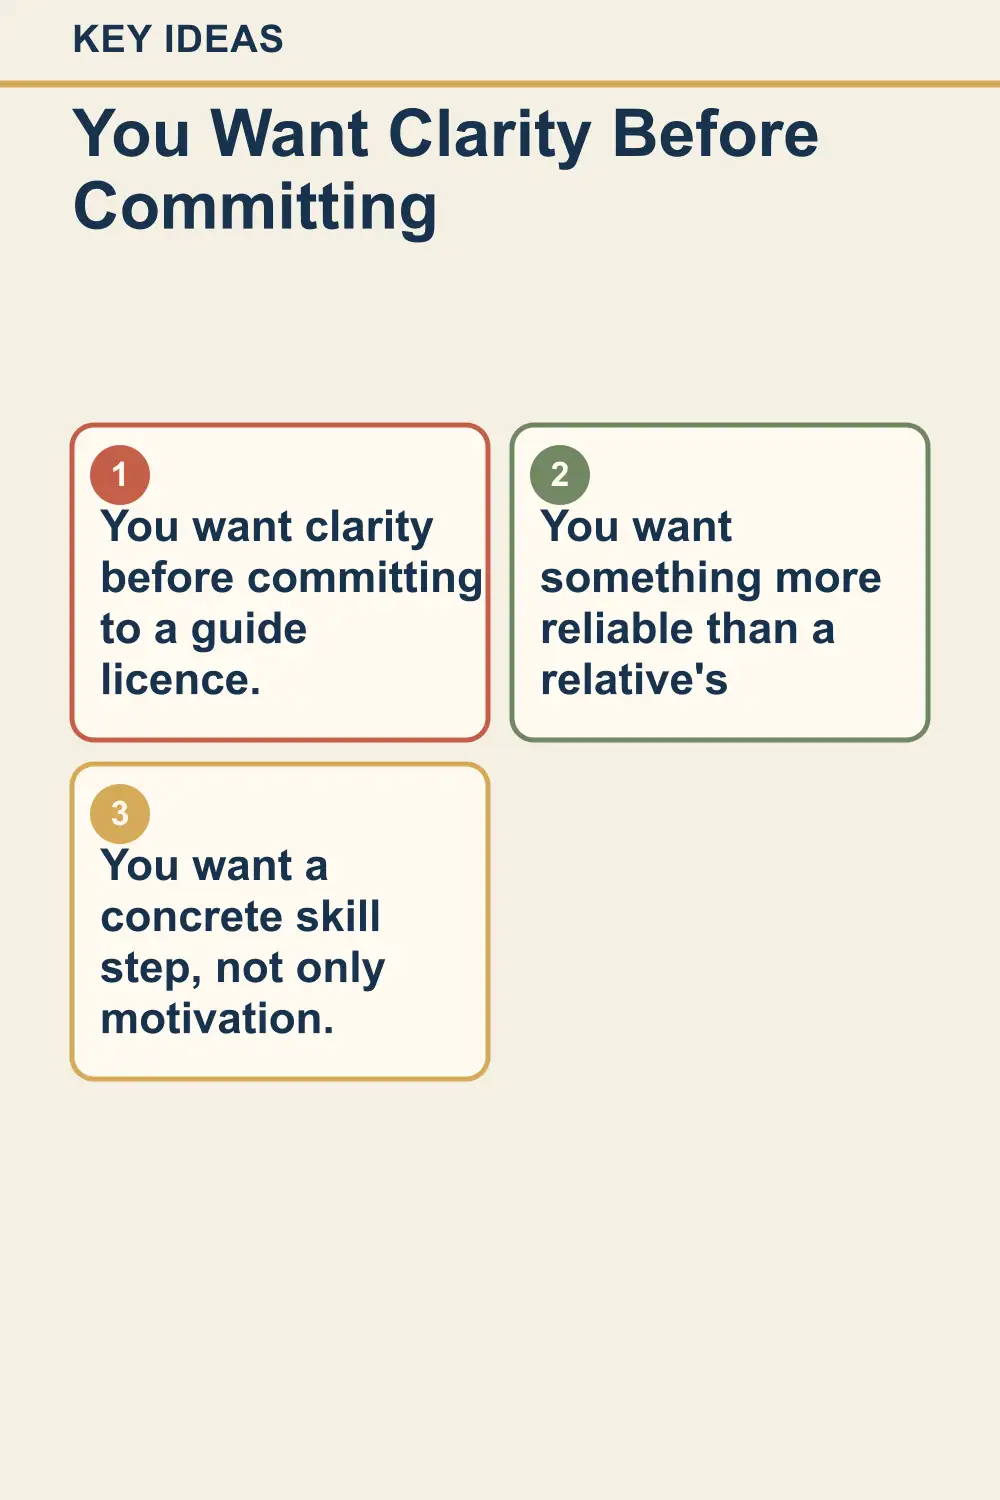 KEY IDEAS
You Want Clarity Before
Committing
1
You want clarity
before committing
to a guide
licence.
2
You want
something more
reliable than a
relative's
3
You want a
concrete skill
step, not only
motivation.